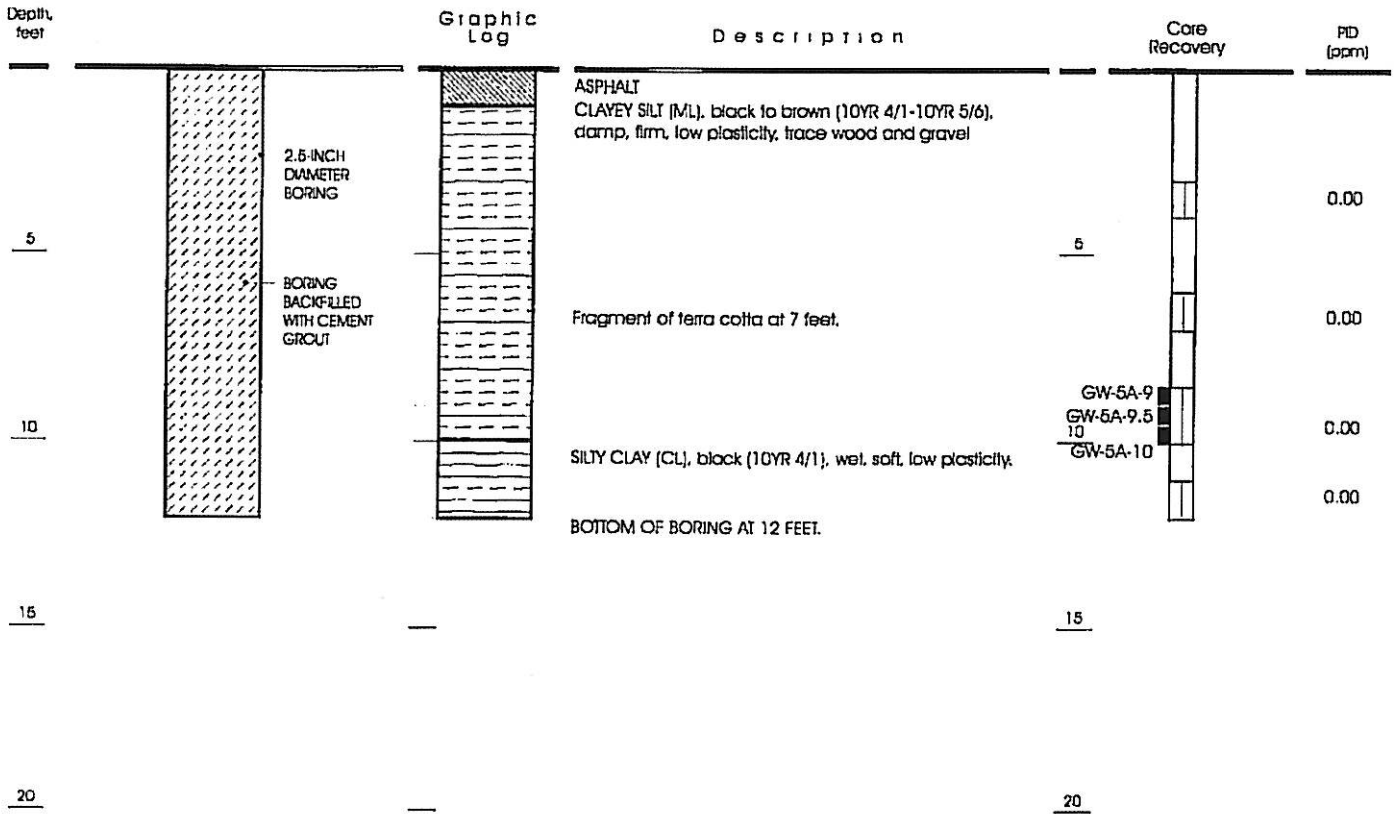 Depth, feet
Graphic Log
Description
Core Recovery
PID (ppm)
ASPHALT
CLAYEY SILT (ML), black to brown (10YR 4/1-10YR 5/6),
damp, firm, low plasticity, trace wood and gravel
2.5-INCH
DIAMETER
BORING
0.00
5
5
BORING
BACKFILLED
WITH CEMENT
GROUT
Fragment of terra cotta at 7 feet.
0.00
GW-5A-9
GW-5A-9.5
10
10
0.00
GW-5A-10
SILTY CLAY (CL), black (10YR 4/1), wet, soft, low plasticity.
0.00
BOTTOM OF BORING AT 12 FEET.
15
15
20
20